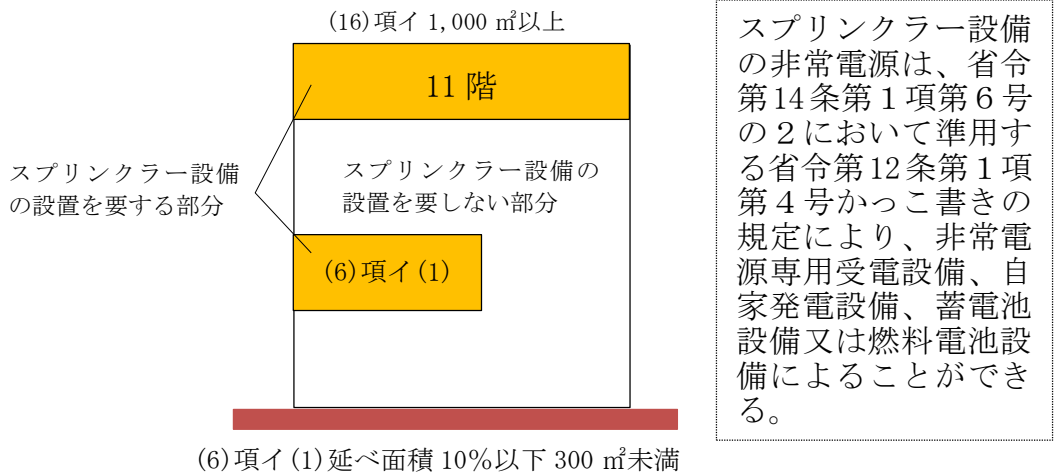 (16)項イ 1,000 ㎡以上
11 階
スプリンクラー設備
の設置を要する部分
スプリンクラー設備の
設置を要しない部分
(6)項イ(1)
(6)項イ(1)延べ面積 10%以下 300 ㎡未満
スプリンクラー設備
の非常電源は、省令
第14条第１項第６号
の２において準用す
る省令第12条第１項
第４号かっこ書きの
規定により、非常電
源専用受電設備、自
家発電設備、蓄電池
設備又は燃料電池設
備によることができ
る。